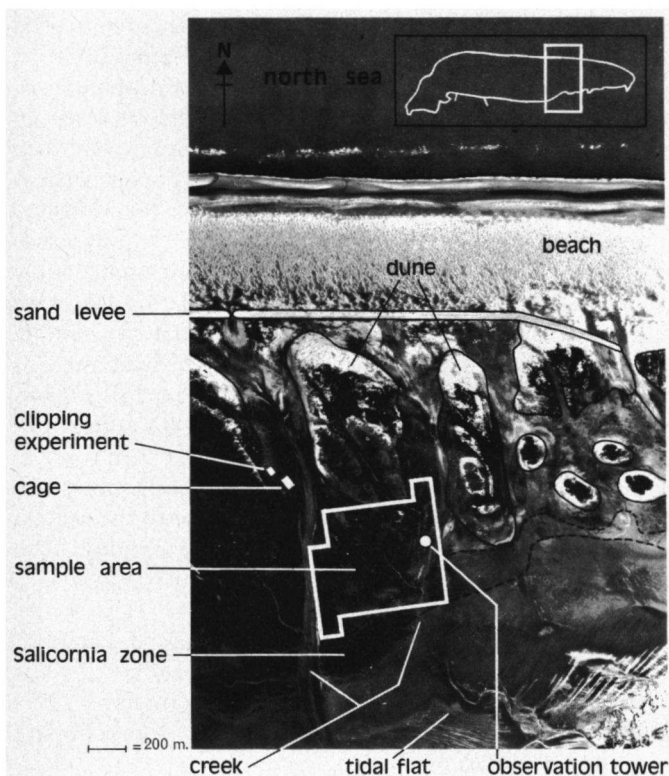 N
north sea
beach
dune
sand levee
clipping
experiment
cage
sample area
Salicornia zone
= 200 m.
creek
tidal flat
observation tower